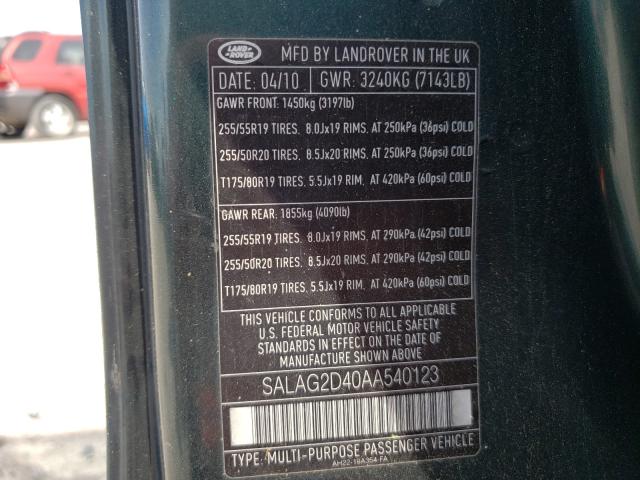 LAND
ROVER
MFD BY LANDROVER IN THE UK
DATE: 04/10 GWR: 3240KG (7143LB)
GAWR FRONT: 1450kg (3197lb)
255/55R19 TIRES. 8.0Jx19 RIMS. AT 250kPa (36psi) COLD
255/50R20 TIRES. 8.5Jx20 RIMS. AT 250kPa (36psi) COLD
T175/80R19 TIRES. 5.5Jx19 RIM. AT 420kPa (60psi) COLD
GAWR REAR: 1855kg (4090lb)
255/55R19 TIRES. 8.0Jx19 RIMS. AT 290kPa (42psi) COLD
255/50R20 TIRES. 8.5Jx20 RIMS. AT 290kPa (42psi) COLD
T175/80R19 TIRES. 5.5Jx19 RIM. AT 420kPa (60psi) COLD
THIS VEHICLE CONFORMS TO ALL APPLICABLE
U.S. FEDERAL MOTOR VEHICLE SAFETY
STANDARDS IN EFFECT ON THE DATE OF
MANUFACTURE SHOWN ABOVE
SALAG2D40AA540123
TYPE: MULTI-PURPOSE PASSENGER VEHICLE
AH22-19A354-FA